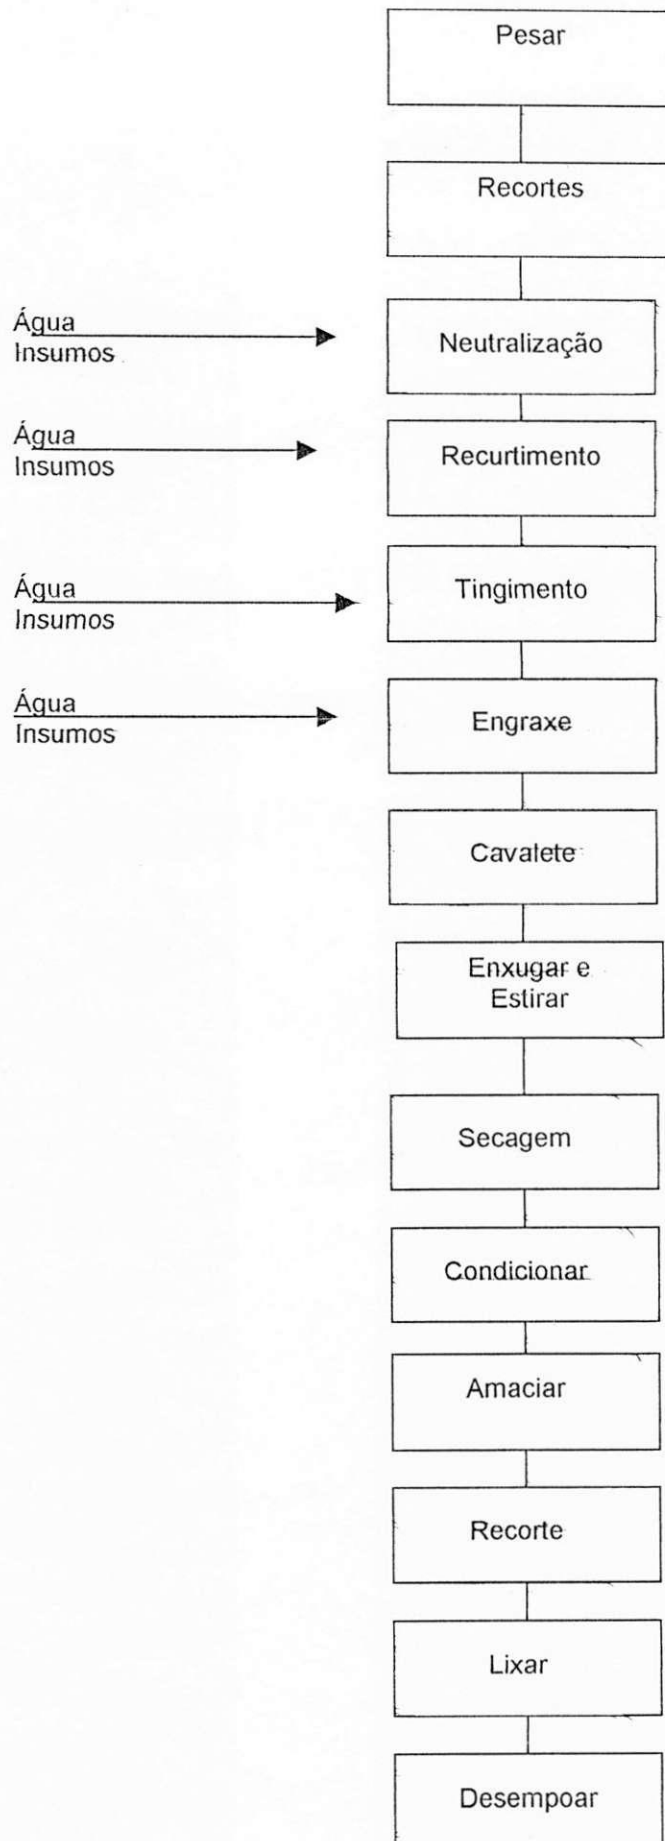 Pesar
Recortes
Água
Insumos
Neutralização
Água
Insumos
Recurtimento
Água
Insumos
Tingimento
Água
Insumos
Engraxe
Cavalete
Enxugar e
Estirar
Secagem
Condicionar
Amaciar
Recorte
Lixar
Desempoar